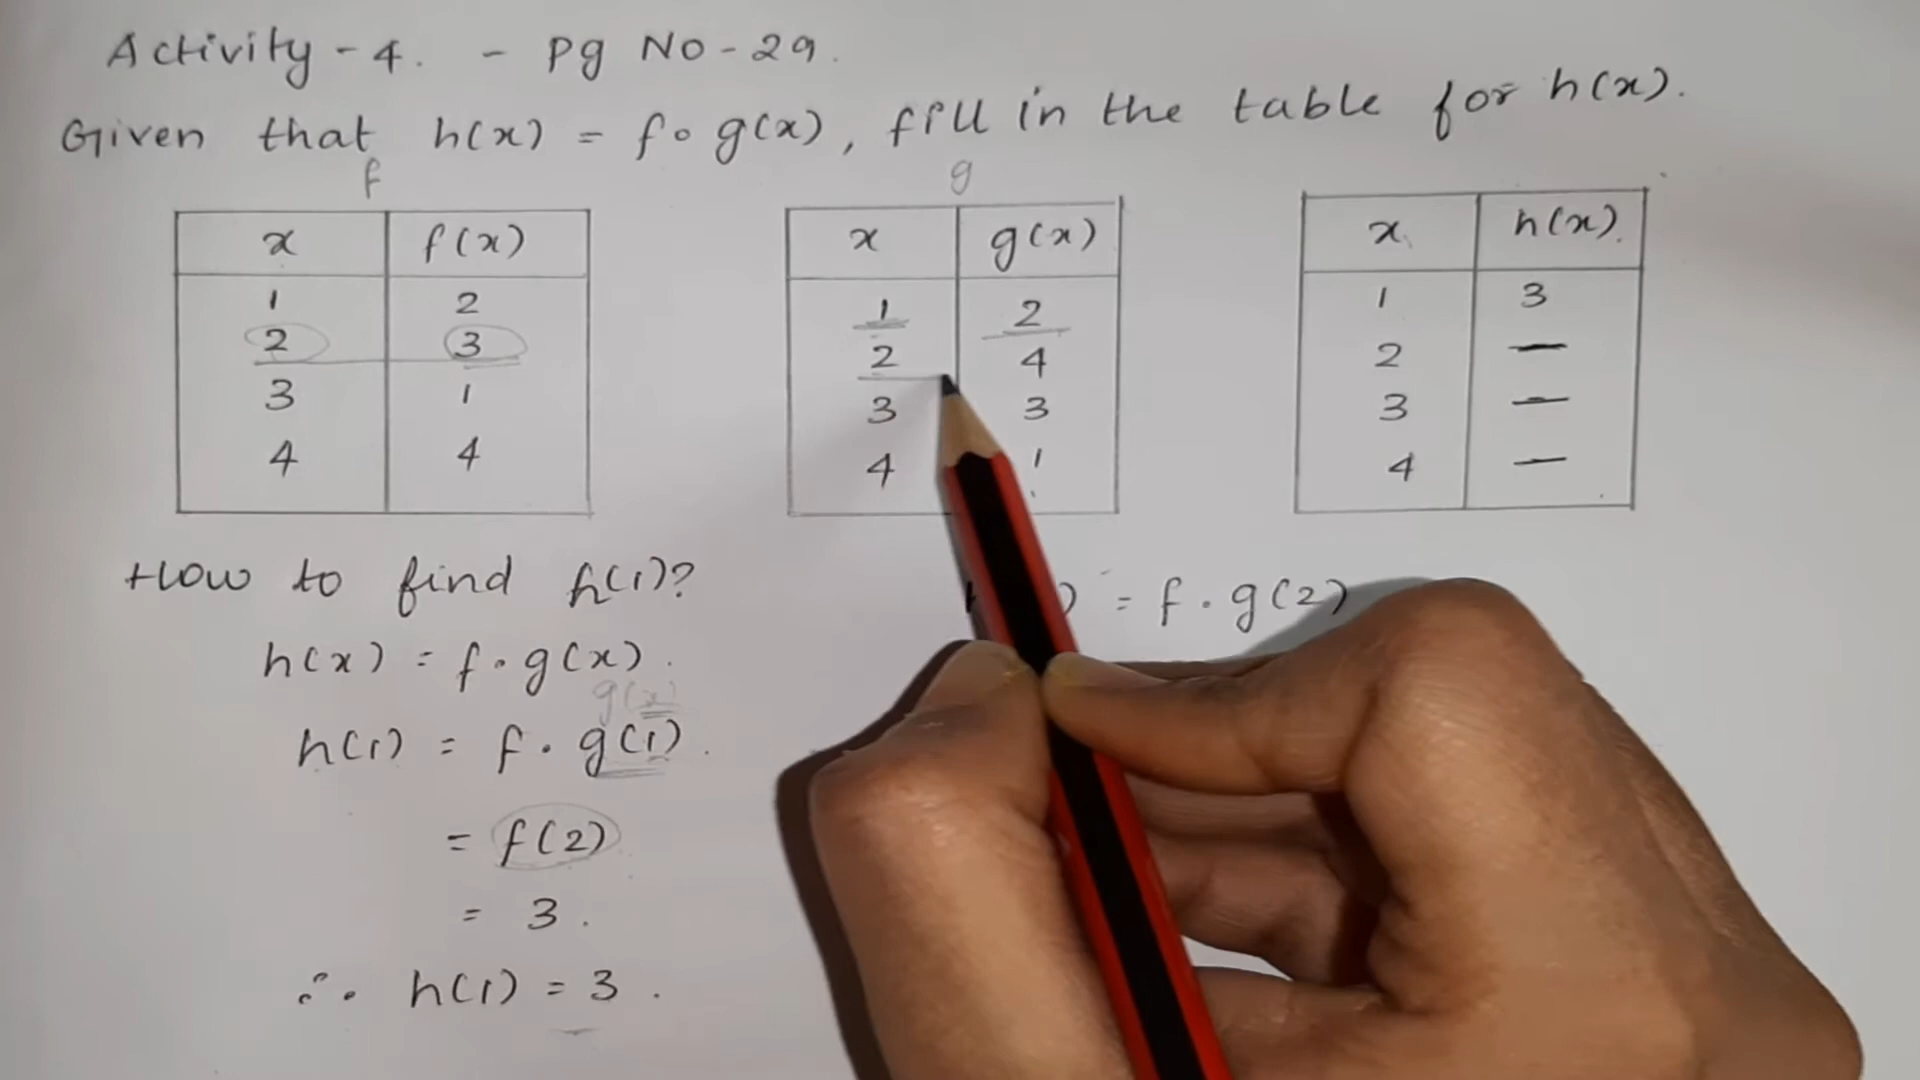 Activity - 4. - Pg No - 29.
Given that h(x) = f∘g(x), fill in the table for h(x).
f
x f(x)
1 2
2 3
3 1
4 4
g
x g(x)
1 2
2 4
3 3
4 1
x h(x)
1 3
2 —
3 —
4 —
How to find h(1)?
h(x) = f∘g(x).
g(x)
h(1) = f∘g(1).
= f(2)
= 3.
∴ h(1) = 3.
) = f∘g(2)